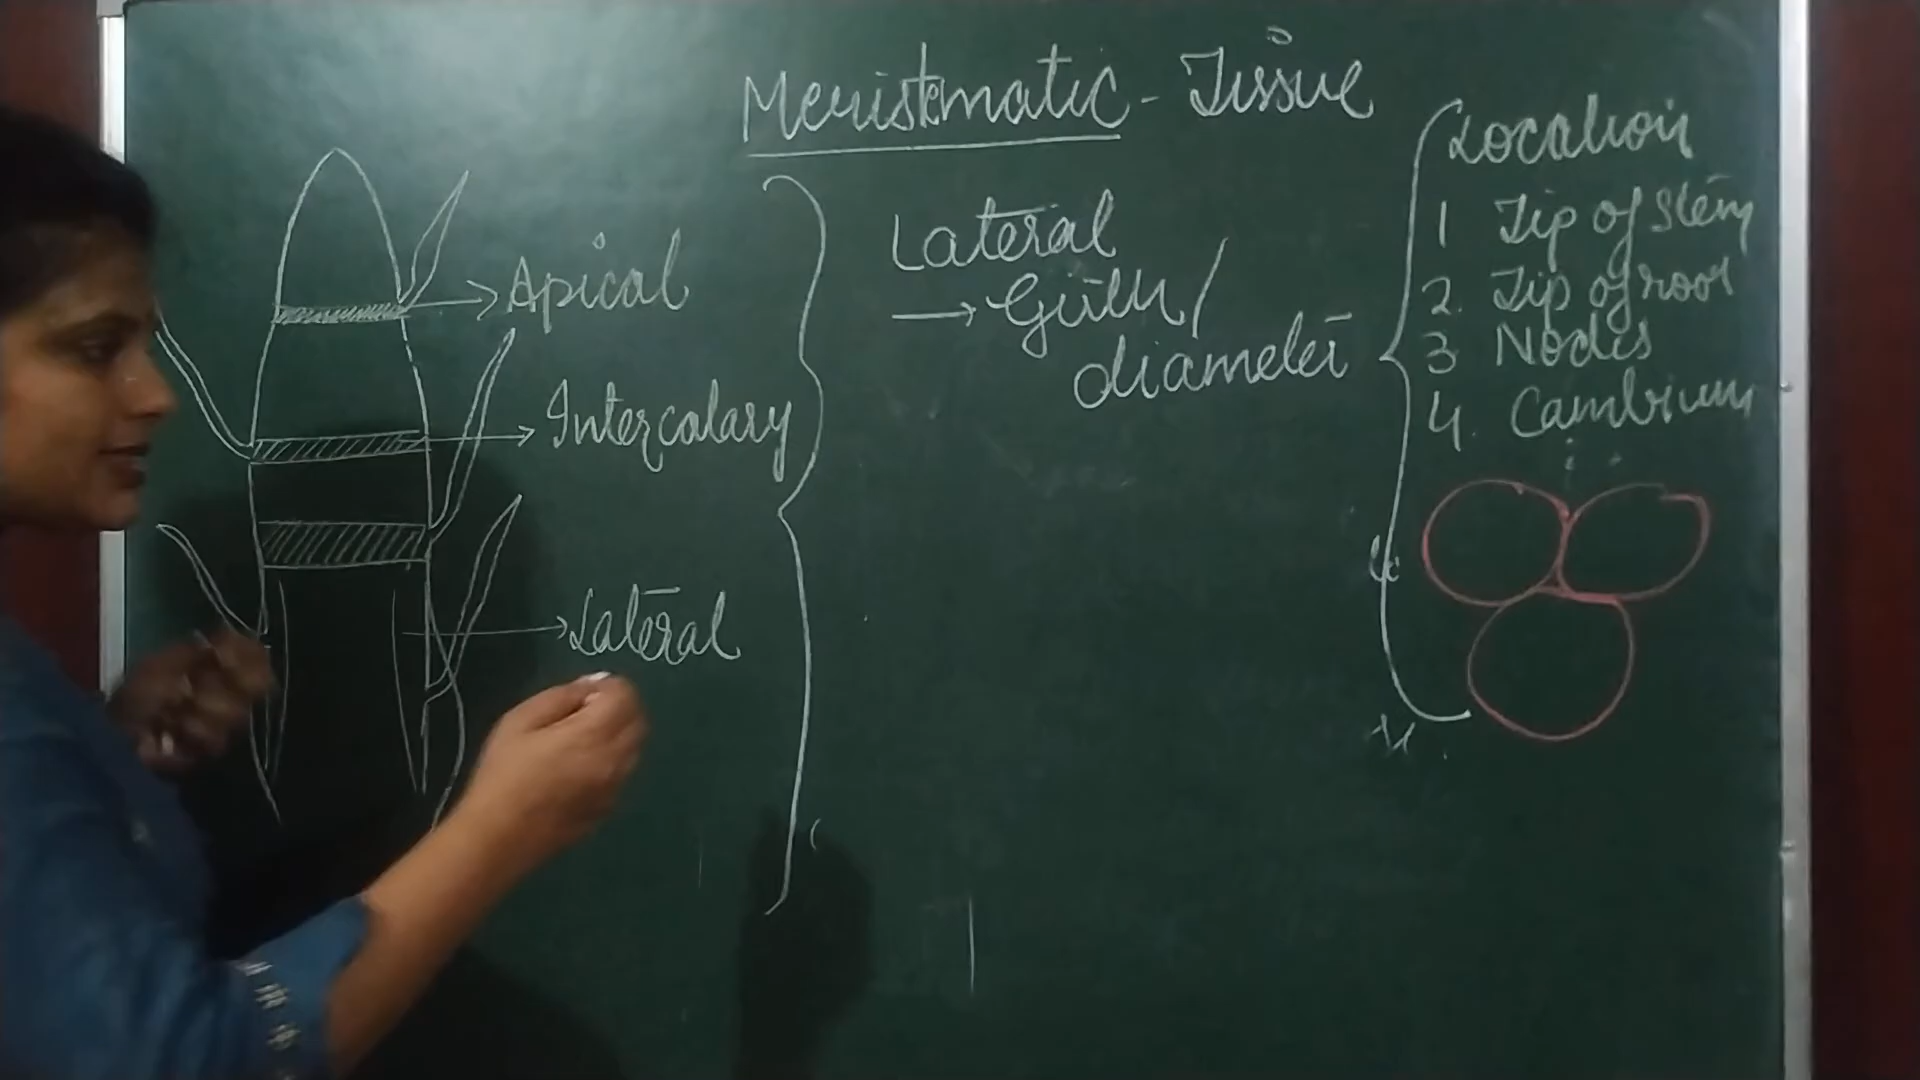 Meristematic - Tissue
Apical
Intercalary
Lateral
Lateral
→ Girth/
diameter
Location
1 Tip of Stem
2. Tip of root
3 Nodes
4. Cambium